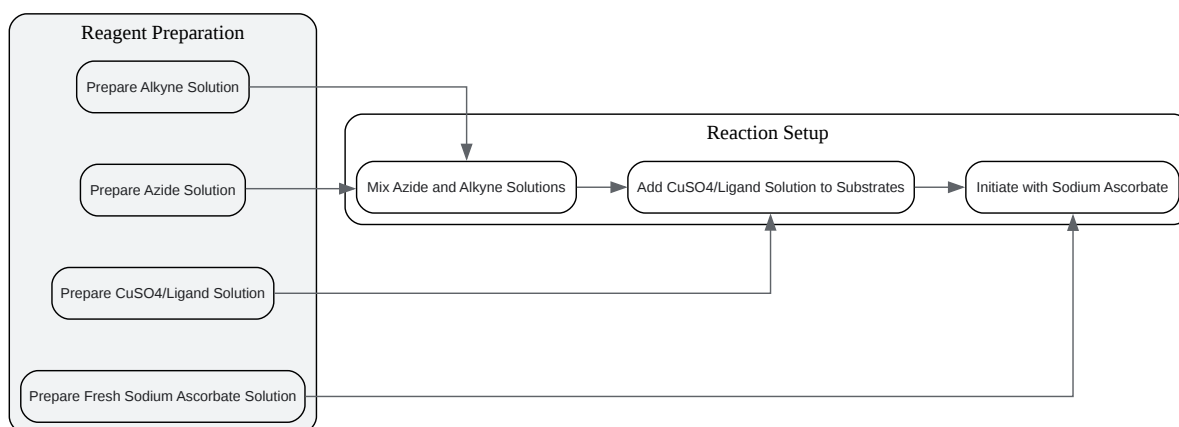 Reagent Preparation
Prepare Alkyne Solution
Reaction Setup
Prepare Azide Solution
Mix Azide and Alkyne Solutions
Add CuSO4/Ligand Solution to Substrates
Initiate with Sodium Ascorbate
Prepare CuSO4/Ligand Solution
Prepare Fresh Sodium Ascorbate Solution